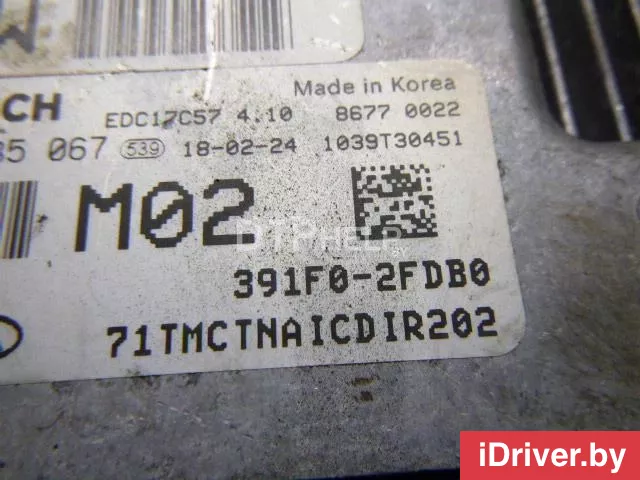 W
Made in Korea
CH EDC17C57 4.10 8677 0022
35 067 539 18-02-24 1039T30451
M02
DTPHELP
391F0-2FDB0
71TMCTNAICDIR202
iDriver.by